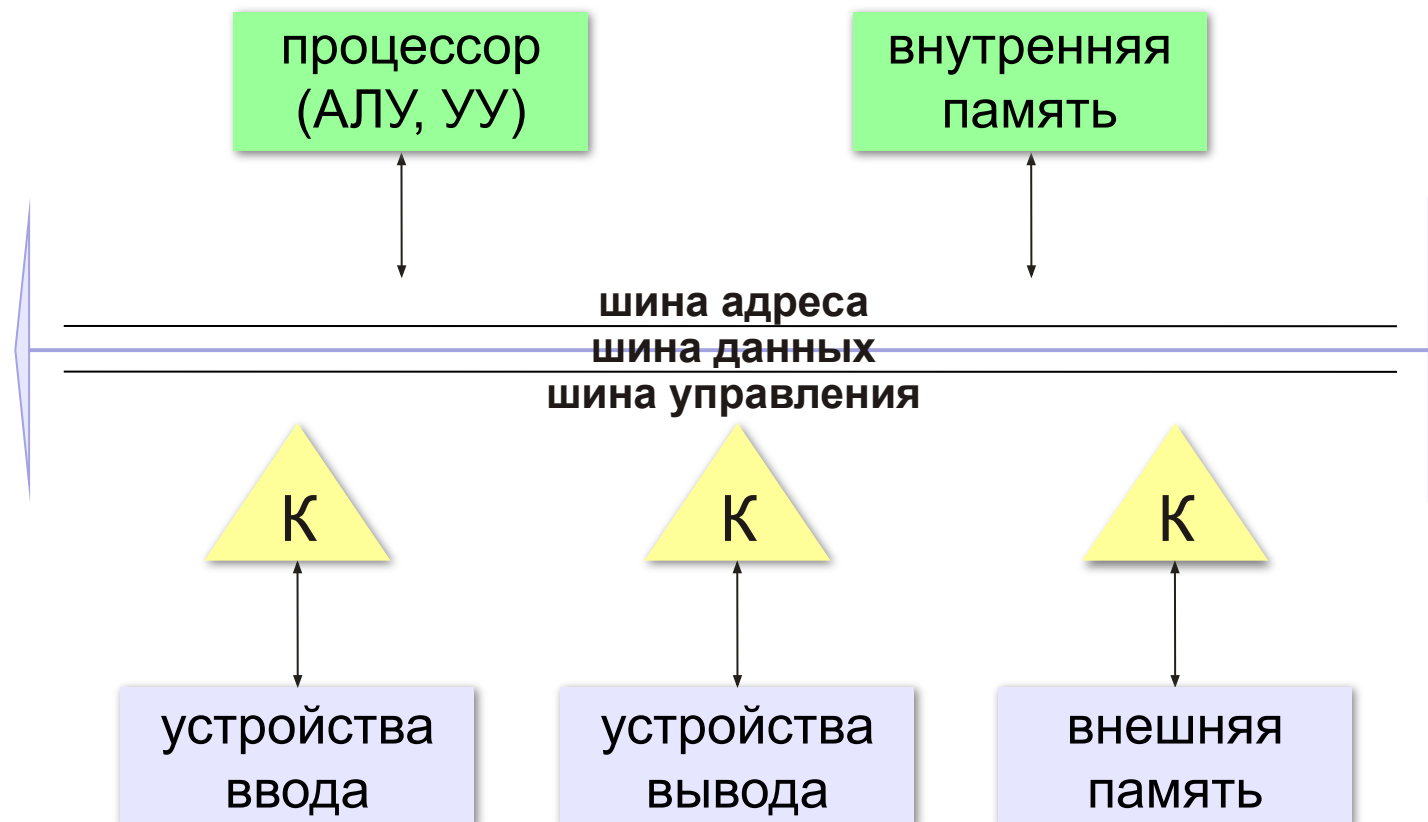 процессор
(АЛУ, УУ)
внутренняя
память
шина адреса
шина данных
шина управления
К
К
К
устройства
ввода
устройства
вывода
внешняя
память